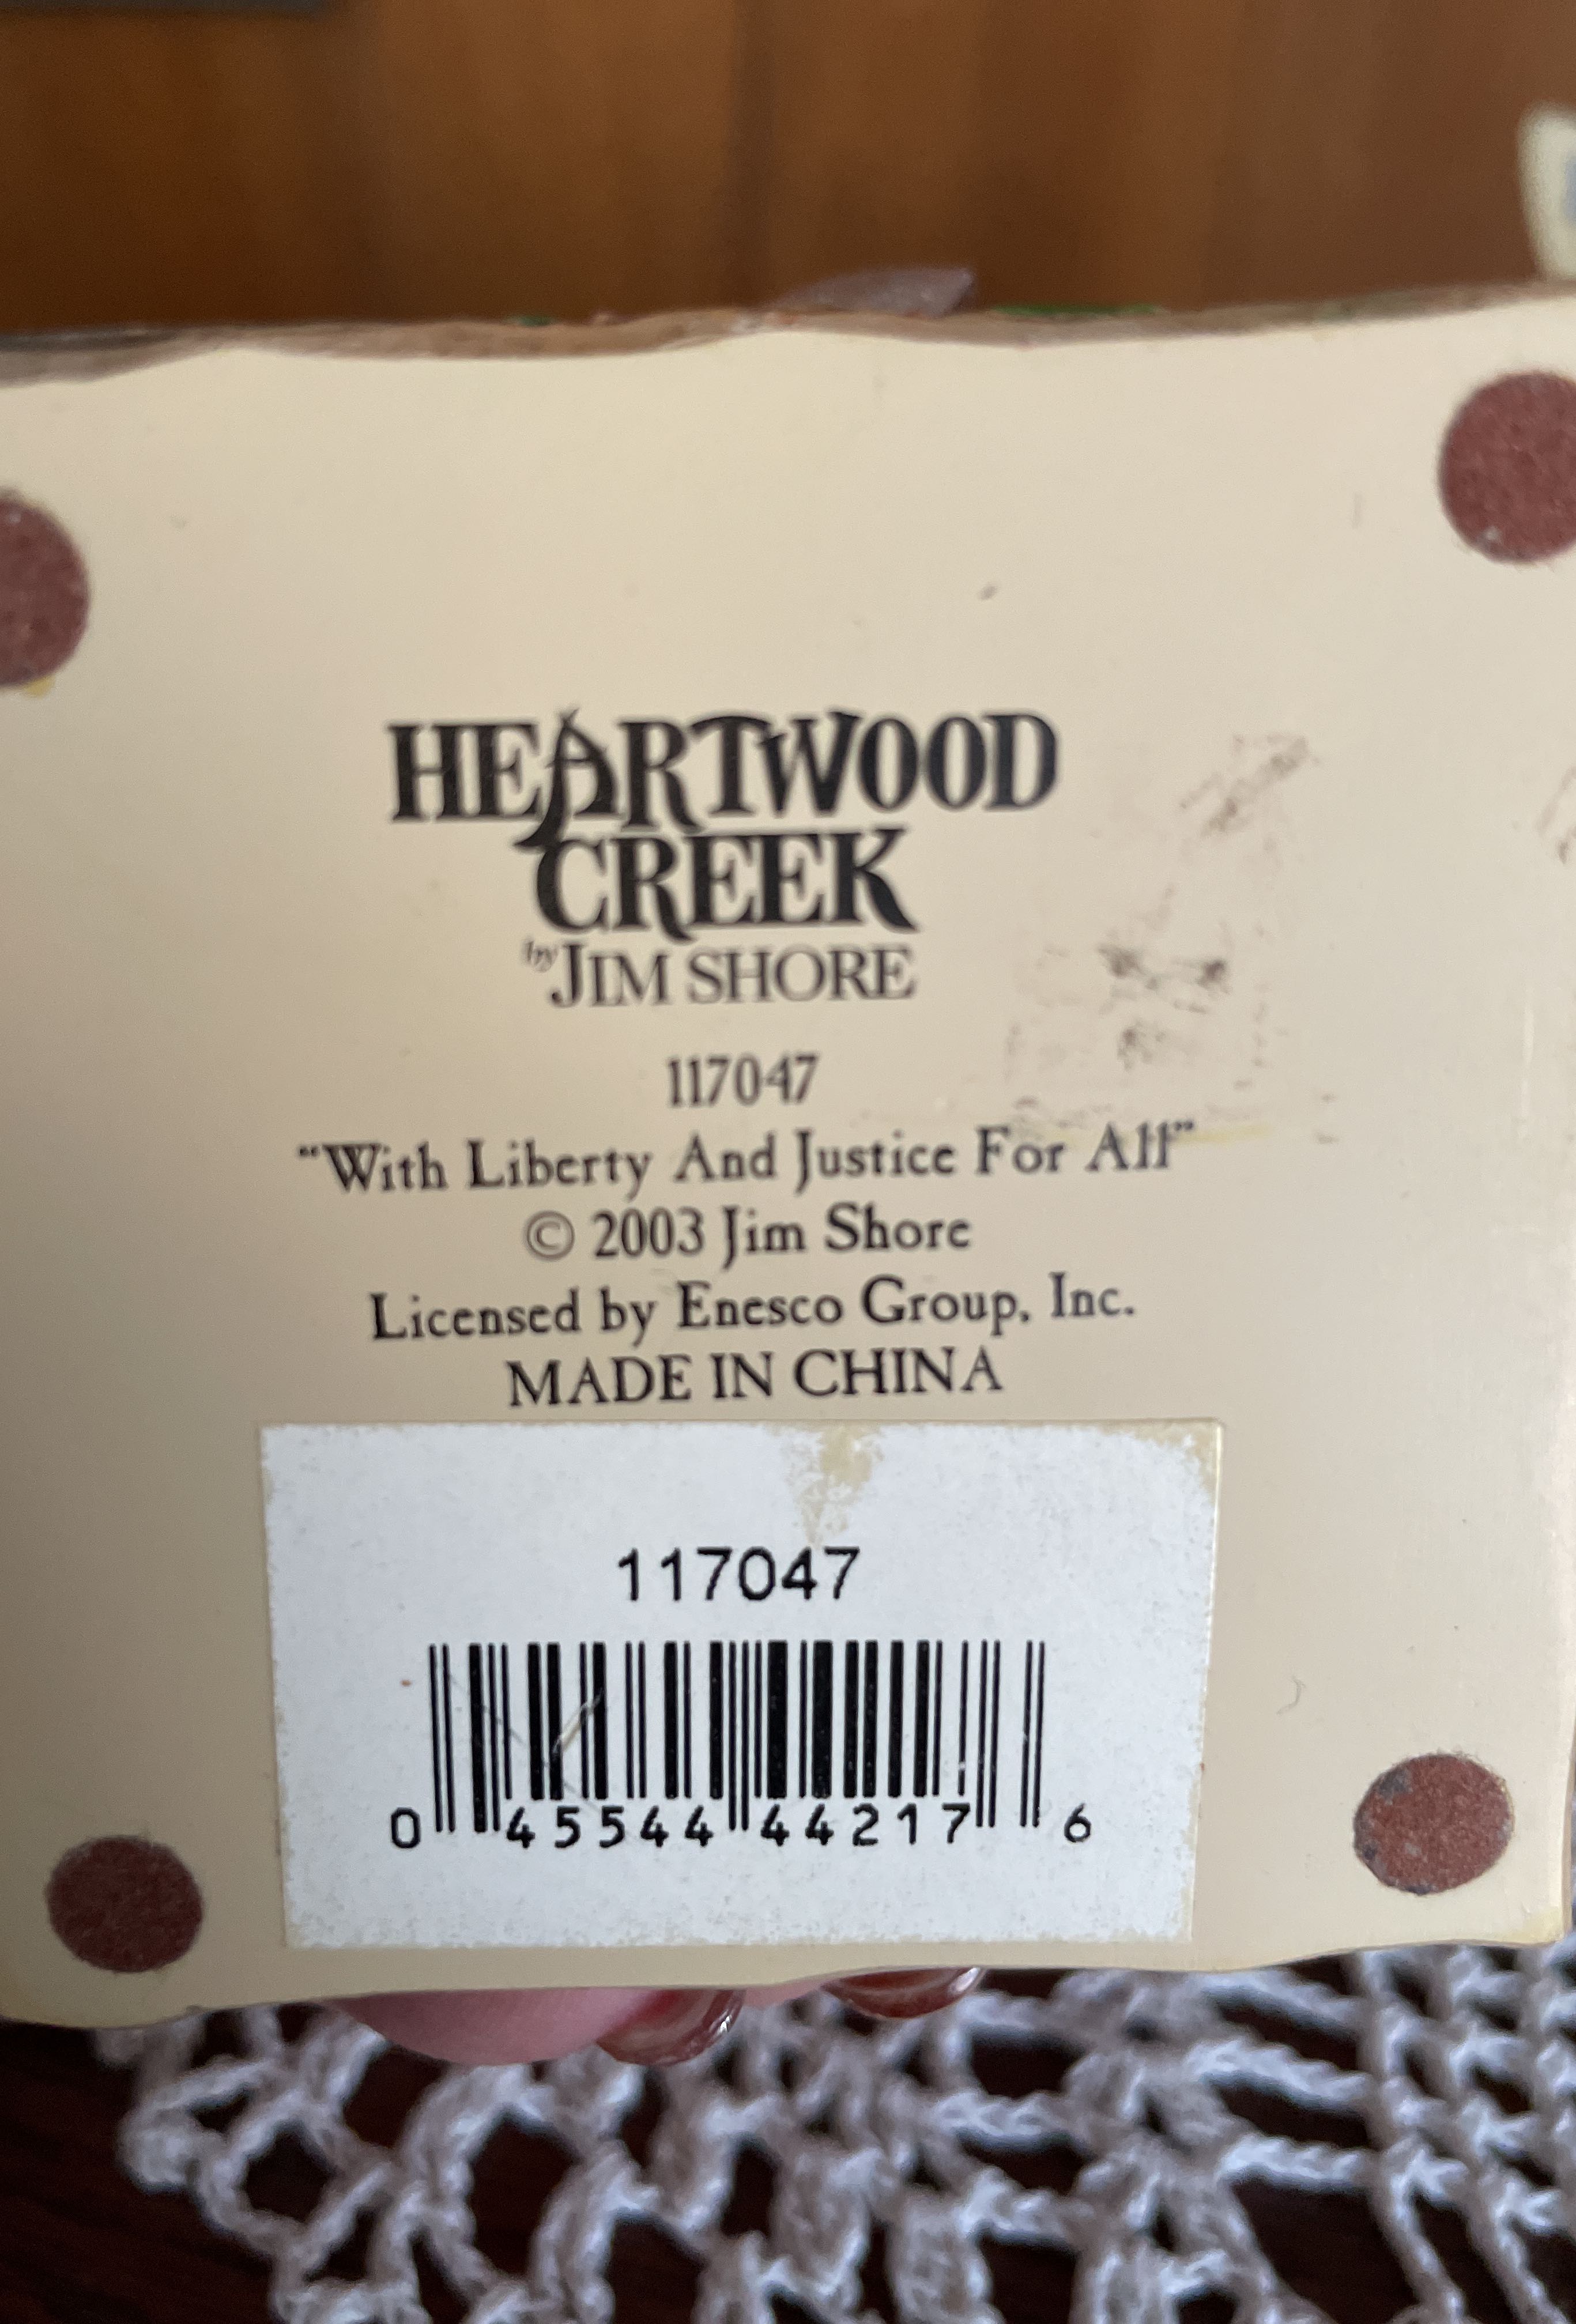 HEARTWOOD
CREEK
by JIM SHORE
117047
"With Liberty And Justice For All"
© 2003 Jim Shore
Licensed by Enesco Group, Inc.
MADE IN CHINA
117047
0 45544 44217 6